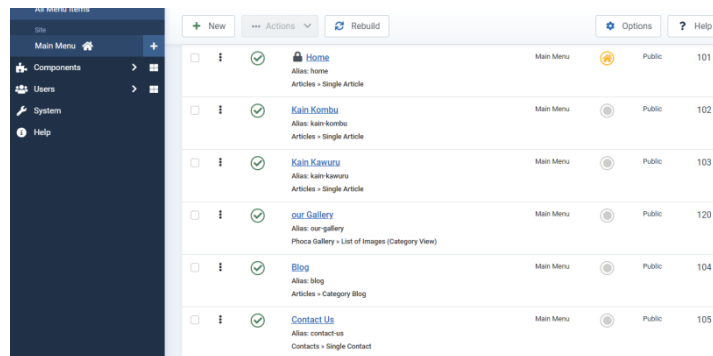 All Menu Items
Site
Main Menu
Components
Users
System
Help
New
Actions
Rebuild
Options
Help
Home
Alias: home
Articles » Single Article
Main Menu
Public
101
Kain Kombu
Alias: kain-kombu
Articles » Single Article
Main Menu
Public
102
Kain Kawuru
Alias: kain-kawuru
Articles » Single Article
Main Menu
Public
103
our Gallery
Alias: our-gallery
Phoca Gallery » List of Images (Category View)
Main Menu
Public
120
Blog
Alias: blog
Articles » Category Blog
Main Menu
Public
104
Contact Us
Alias: contact-us
Contacts » Single Contact
Main Menu
Public
105